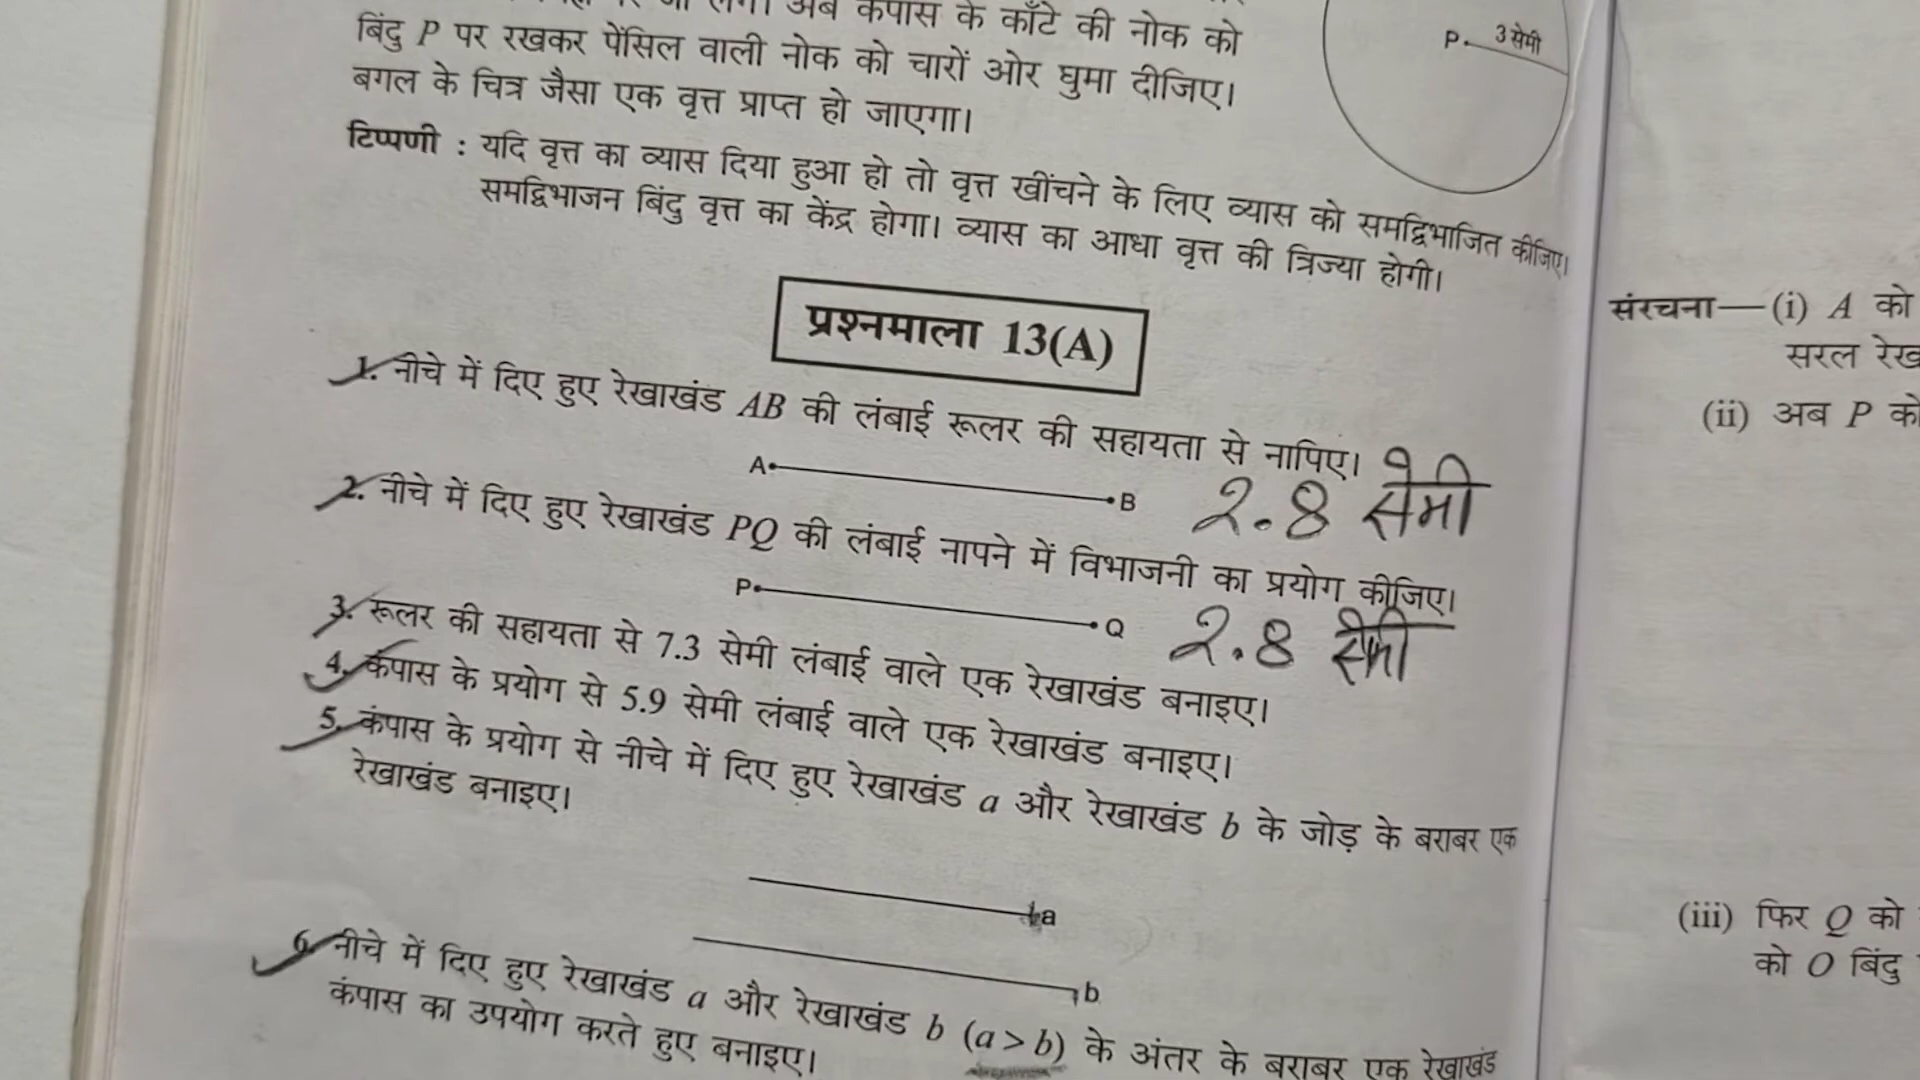 अब कंपास के काँटे की नोक को
बिंदु P पर रखकर पेंसिल वाली नोक को चारों ओर घुमा दीजिए।
बगल के चित्र जैसा एक वृत्त प्राप्त हो जाएगा।
P 3 सेमी
टिप्पणी : यदि वृत्त का व्यास दिया हुआ हो तो वृत्त खींचने के लिए व्यास को समद्विभाजित कीजिए।
समद्विभाजन बिंदु वृत्त का केंद्र होगा। व्यास का आधा वृत्त की त्रिज्या होगी।
प्रश्नमाला 13(A)
1. नीचे में दिए हुए रेखाखंड AB की लंबाई रूलर की सहायता से नापिए।
A B 2.8 सेमी
2. नीचे में दिए हुए रेखाखंड PQ की लंबाई नापने में विभाजनी का प्रयोग कीजिए।
P Q 2.8 सेमी
3. रूलर की सहायता से 7.3 सेमी लंबाई वाले एक रेखाखंड बनाइए।
4. कंपास के प्रयोग से 5.9 सेमी लंबाई वाले एक रेखाखंड बनाइए।
5. कंपास के प्रयोग से नीचे में दिए हुए रेखाखंड a और रेखाखंड b के जोड़ के बराबर एक
रेखाखंड बनाइए।
a
b
6. नीचे में दिए हुए रेखाखंड a और रेखाखंड b (a > b) के अंतर के बराबर एक रेखाखंड
कंपास का उपयोग करते हुए बनाइए।
संरचना—(i) A को
सरल रेख
(ii) अब P को
(iii) फिर Q को
को O बिंदु